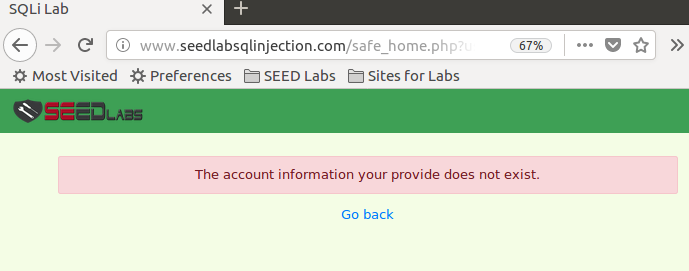 SQLi Lab
www.seedlabsqlinjection.com/safe_home.php?u
67%
Most Visited Preferences SEED Labs Sites for Labs
SEEDLABS
The account information your provide does not exist.
Go back